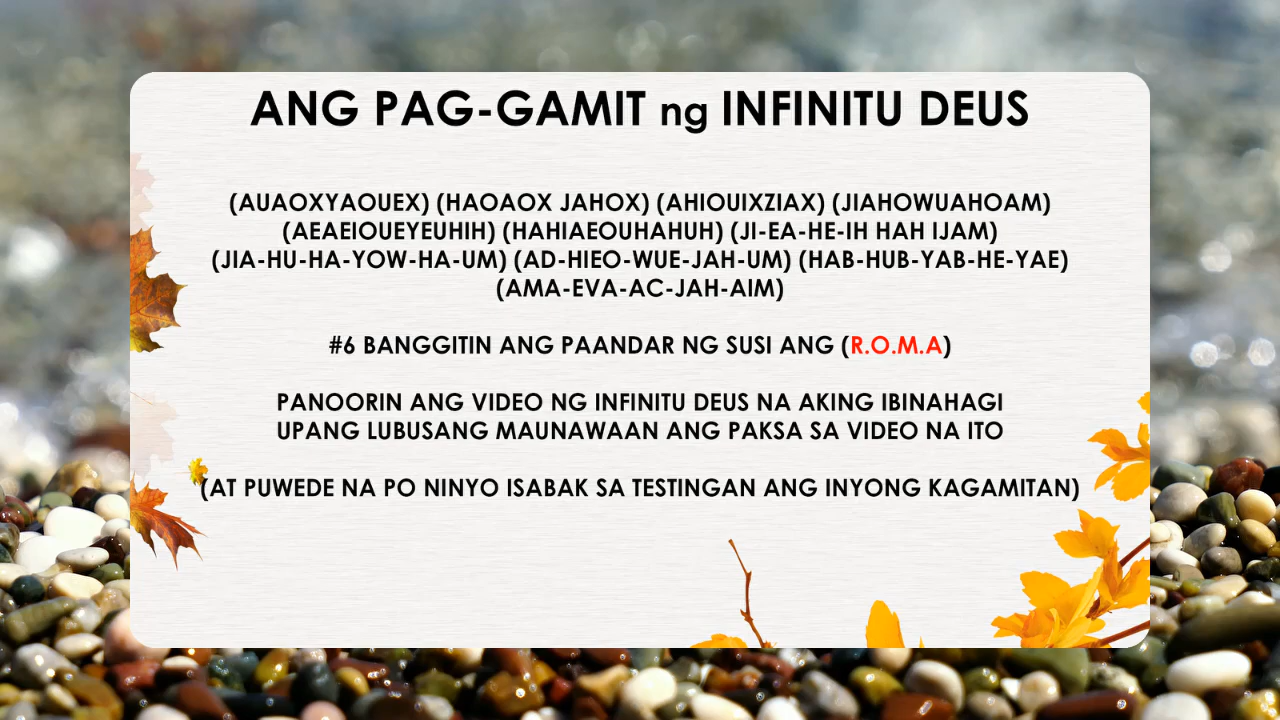 ANG PAG-GAMIT ng INFINITU DEUS
(AUAOXYAOUEX) (HAOAOX JAHOX) (AHIOUIXZIAX) (JIAHOWUAHOAM)
(AEAEIOUEYEUHIH) (HAHIAEOUHAHUH) (JI-EA-HE-IH HAH IJAM)
(JIA-HU-HA-YOW-HA-UM) (AD-HIEO-WUE-JAH-UM) (HAB-HUB-YAB-HE-YAE)
(AMA-EVA-AC-JAH-AIM)
#6 BANGGITIN ANG PAANDAR NG SUSI ANG (R.O.M.A)
PANOORIN ANG VIDEO NG INFINITU DEUS NA AKING IBINAHAGI
UPANG LUBUSANG MAUNAWAAN ANG PAKSA SA VIDEO NA ITO
(AT PUWEDE NA PO NINYO ISABAK SA TESTINGAN ANG INYONG KAGAMITAN)